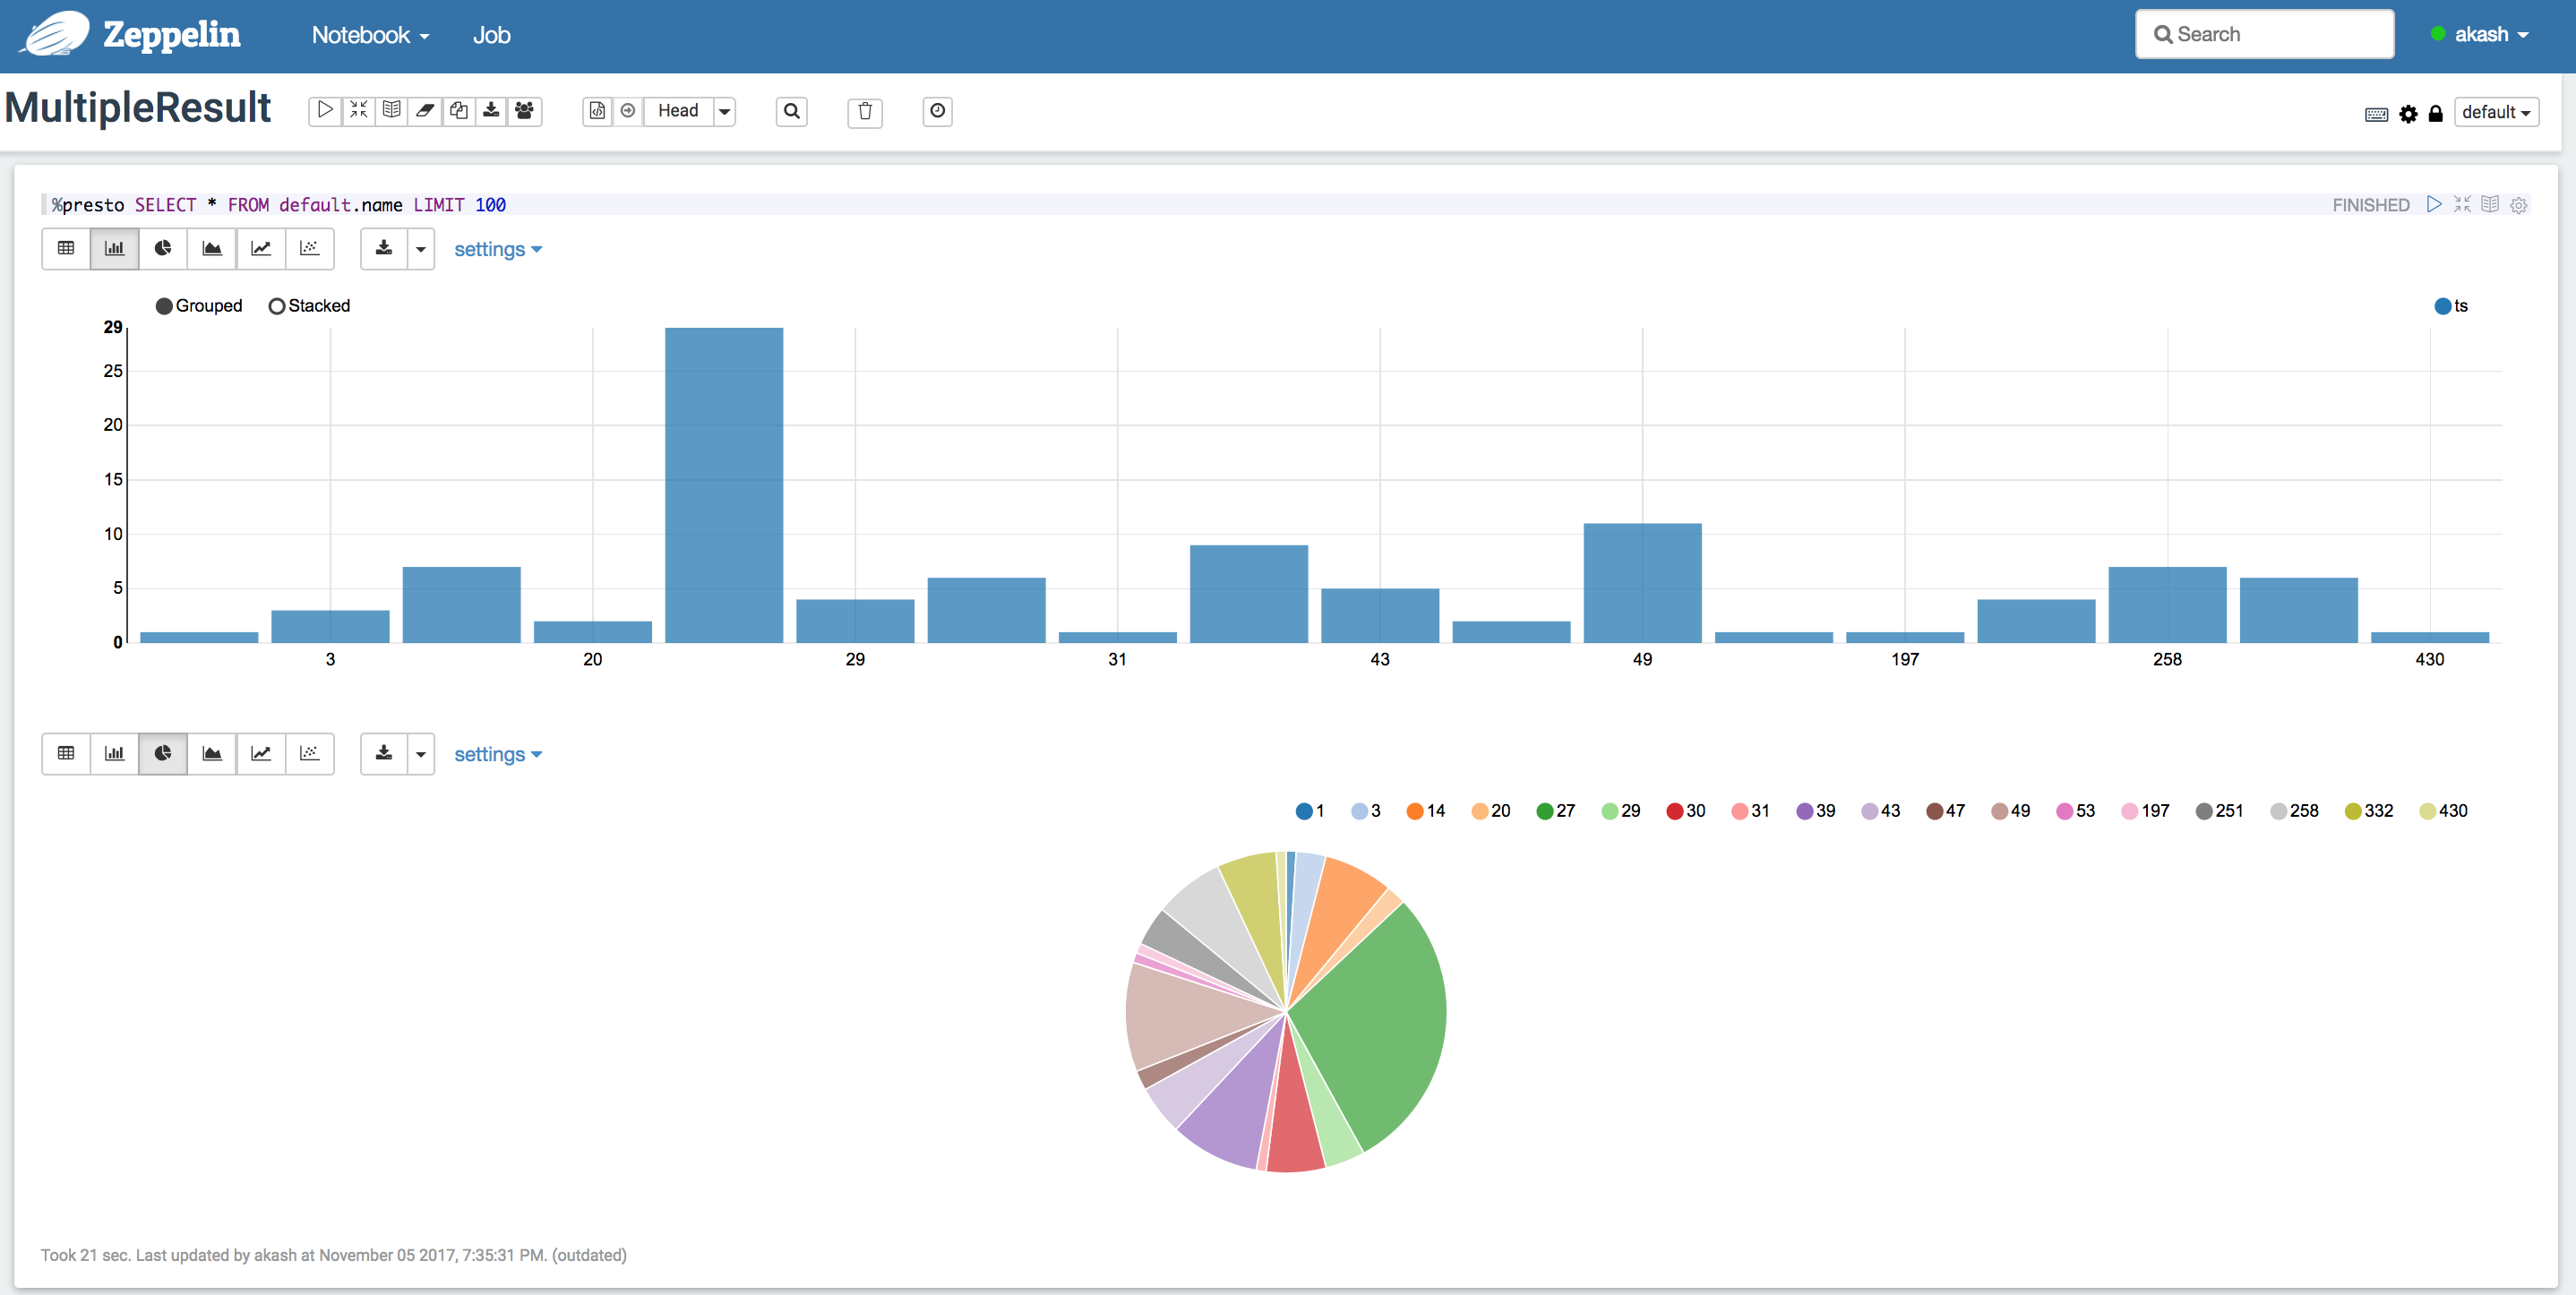 Zeppelin Notebook Job Search akash
MultipleResult Head default
%presto SELECT * FROM default.name LIMIT 100 FINISHED
settings
Grouped Stacked ts
29
25
20
15
10
5
0
3 20 29 31 43 49 197 258 430
settings
1 3 14 20 27 29 30 31 39 43 47 49 53 197 251 258 332 430
Took 21 sec. Last updated by akash at November 05 2017, 7:35:31 PM. (outdated)